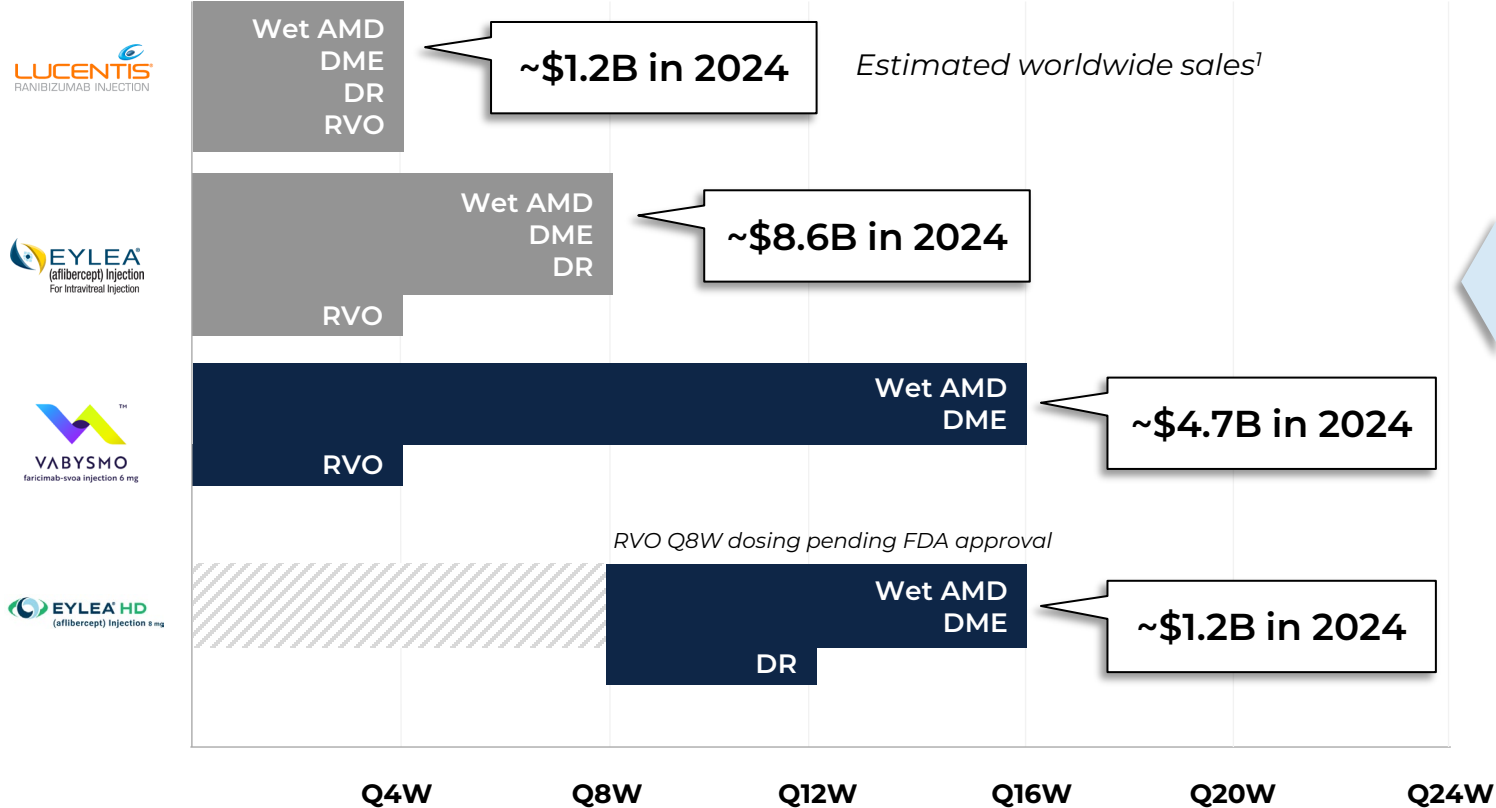 LUCENTIS®
RANIBIZUMAB INJECTION
Wet AMD
DME
DR
RVO
~$1.2B in 2024
Estimated worldwide sales¹
EYLEA®
(aflibercept) Injection
For Intravitreal Injection
Wet AMD
DME
DR
RVO
~$8.6B in 2024
™
VABYSMO
faricimab-svoa injection 6 mg
Wet AMD
DME
RVO
~$4.7B in 2024
RVO Q8W dosing pending FDA approval
EYLEA® HD
(aflibercept) Injection 8 mg
Wet AMD
DME
DR
~$1.2B in 2024
Q4W Q8W Q12W Q16W Q20W Q24W